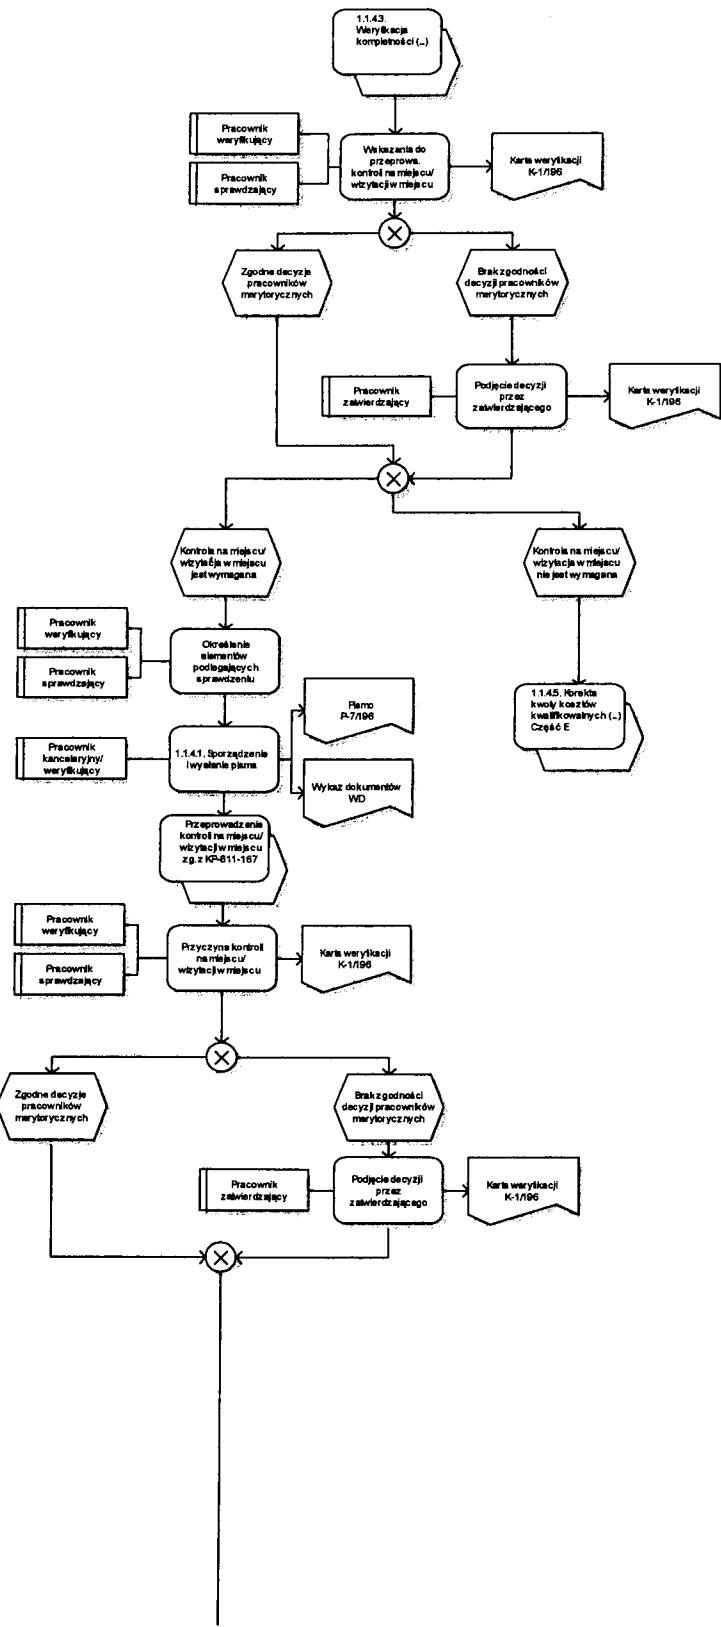 1.1.4.3.
Weryfikacja
kompletności (...)
Pracownik
weryfikujący
Pracownik
sprawdzający
Wskazania do
przeprowa.
kontroli na miejscu/
wizytacji w miejscu
Karta weryfikacji
K-1/196
Zgodne decyzje
pracowników
merytorycznych
Brak zgodności
decyzji pracowników
merytorycznych
Pracownik
zatwierdzający
Podjęcie decyzji
przez
zatwierdzającego
Karta weryfikacji
K-1/196
Kontrola na miejscu/
wizytacja w miejscu
jest wymagana
Kontrola na miejscu/
wizytacja w miejscu
nie jest wymagana
Pracownik
weryfikujący
Pracownik
sprawdzający
Określenie
elementów
podlegających
sprawdzeniu
1.1.4.5. Korekta
kwoty kosztów
kwalifikowalnych (...)
Część E
Pismo
P-7/196
Pracownik
kancelaryjny/
weryfikujący
1.1.4.1. Sporządzenie
i wysłanie pisma
Wykaz dokumentów
WD
Przeprowadzenie
kontroli na miejscu/
wizytacji w miejscu
zg. z KP-611-167
Pracownik
weryfikujący
Pracownik
sprawdzający
Przyczyna kontroli
na miejscu/
wizytacji w miejscu
Karta weryfikacji
K-1/196
Zgodne decyzje
pracowników
merytorycznych
Brak zgodności
decyzji pracowników
merytorycznych
Pracownik
zatwierdzający
Podjęcie decyzji
przez
zatwierdzającego
Karta weryfikacji
K-1/196